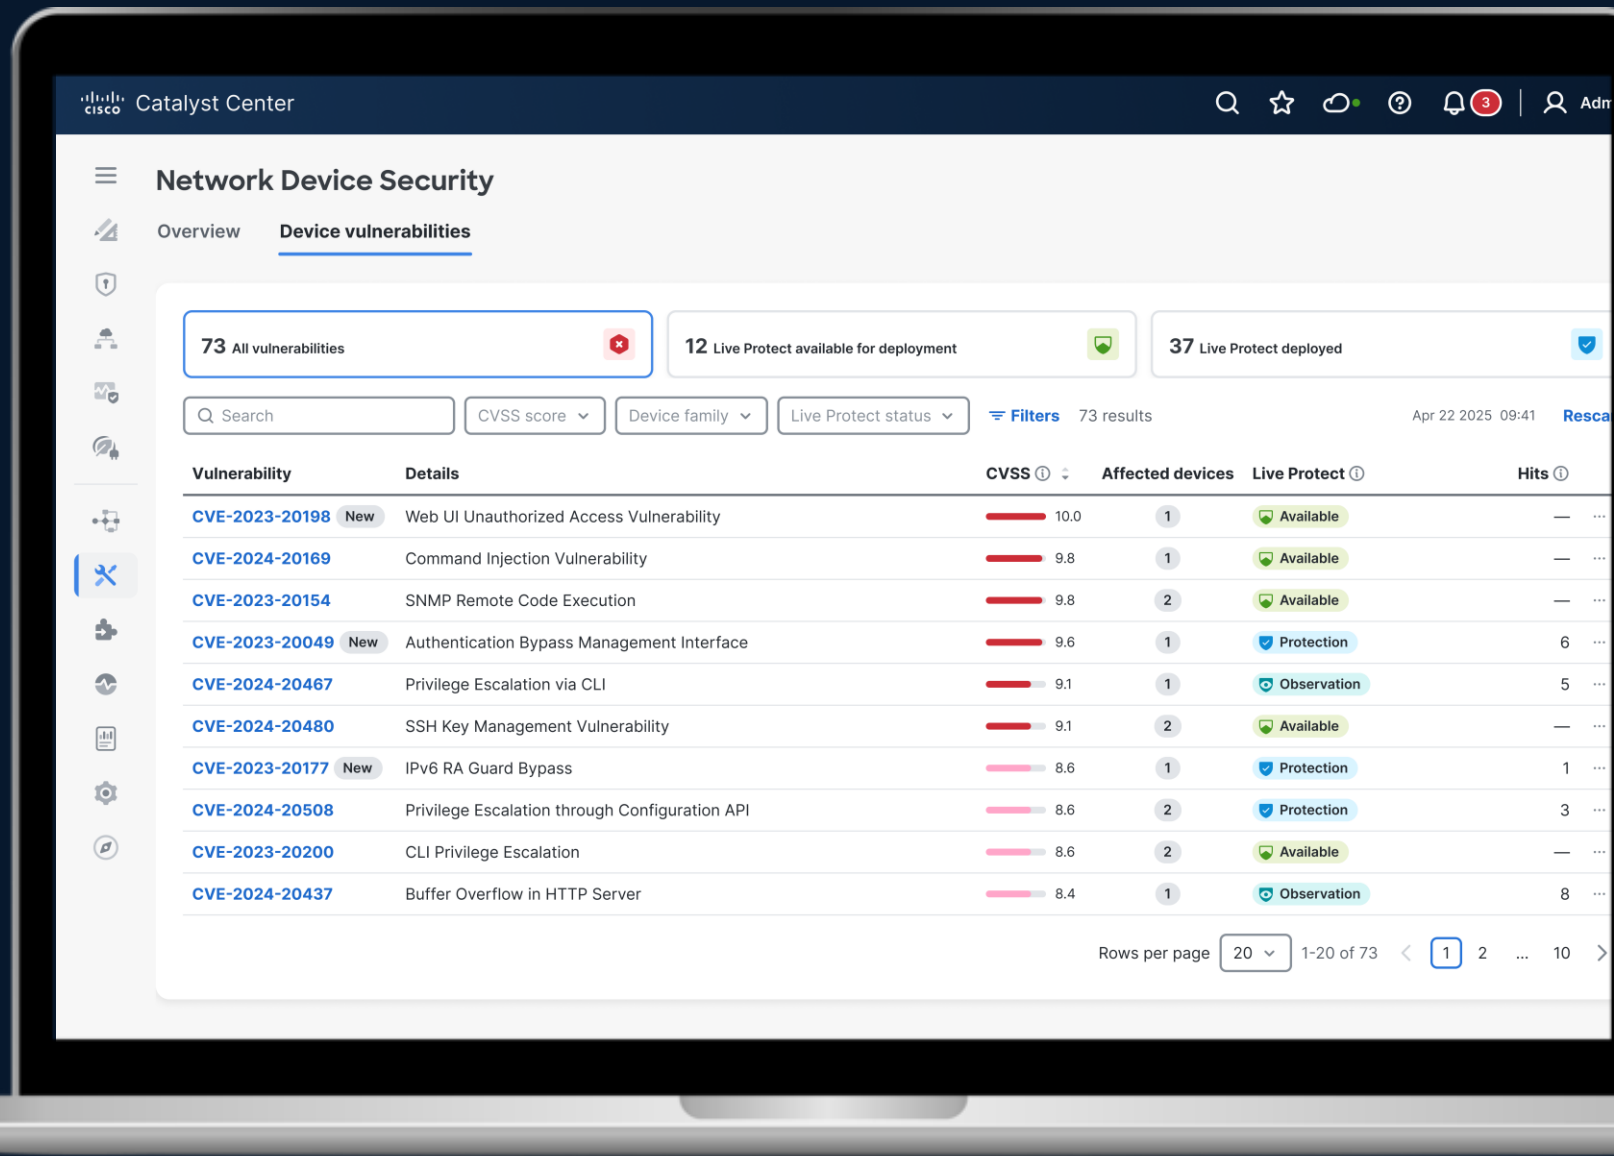 cisco Catalyst Center
3
Network Device Security
Overview Device vulnerabilities
73 All vulnerabilities
12 Live Protect available for deployment
37 Live Protect deployed
Search CVSS score Device family Live Protect status Filters 73 results Apr 22 2025 09:41
Vulnerability Details CVSS Affected devices Live Protect Hits
CVE-2023-20198 New Web UI Unauthorized Access Vulnerability 10.0 1 Available —
CVE-2024-20169 Command Injection Vulnerability 9.8 1 Available —
CVE-2023-20154 SNMP Remote Code Execution 9.8 2 Available —
CVE-2023-20049 New Authentication Bypass Management Interface 9.6 1 Protection 6
CVE-2024-20467 Privilege Escalation via CLI 9.1 1 Observation 5
CVE-2024-20480 SSH Key Management Vulnerability 9.1 2 Available —
CVE-2023-20177 New IPv6 RA Guard Bypass 8.6 1 Protection 1
CVE-2024-20508 Privilege Escalation through Configuration API 8.6 2 Protection 3
CVE-2023-20200 CLI Privilege Escalation 8.6 2 Available —
CVE-2024-20437 Buffer Overflow in HTTP Server 8.4 1 Observation 8
Rows per page 20 1-20 of 73 1 2 ... 10